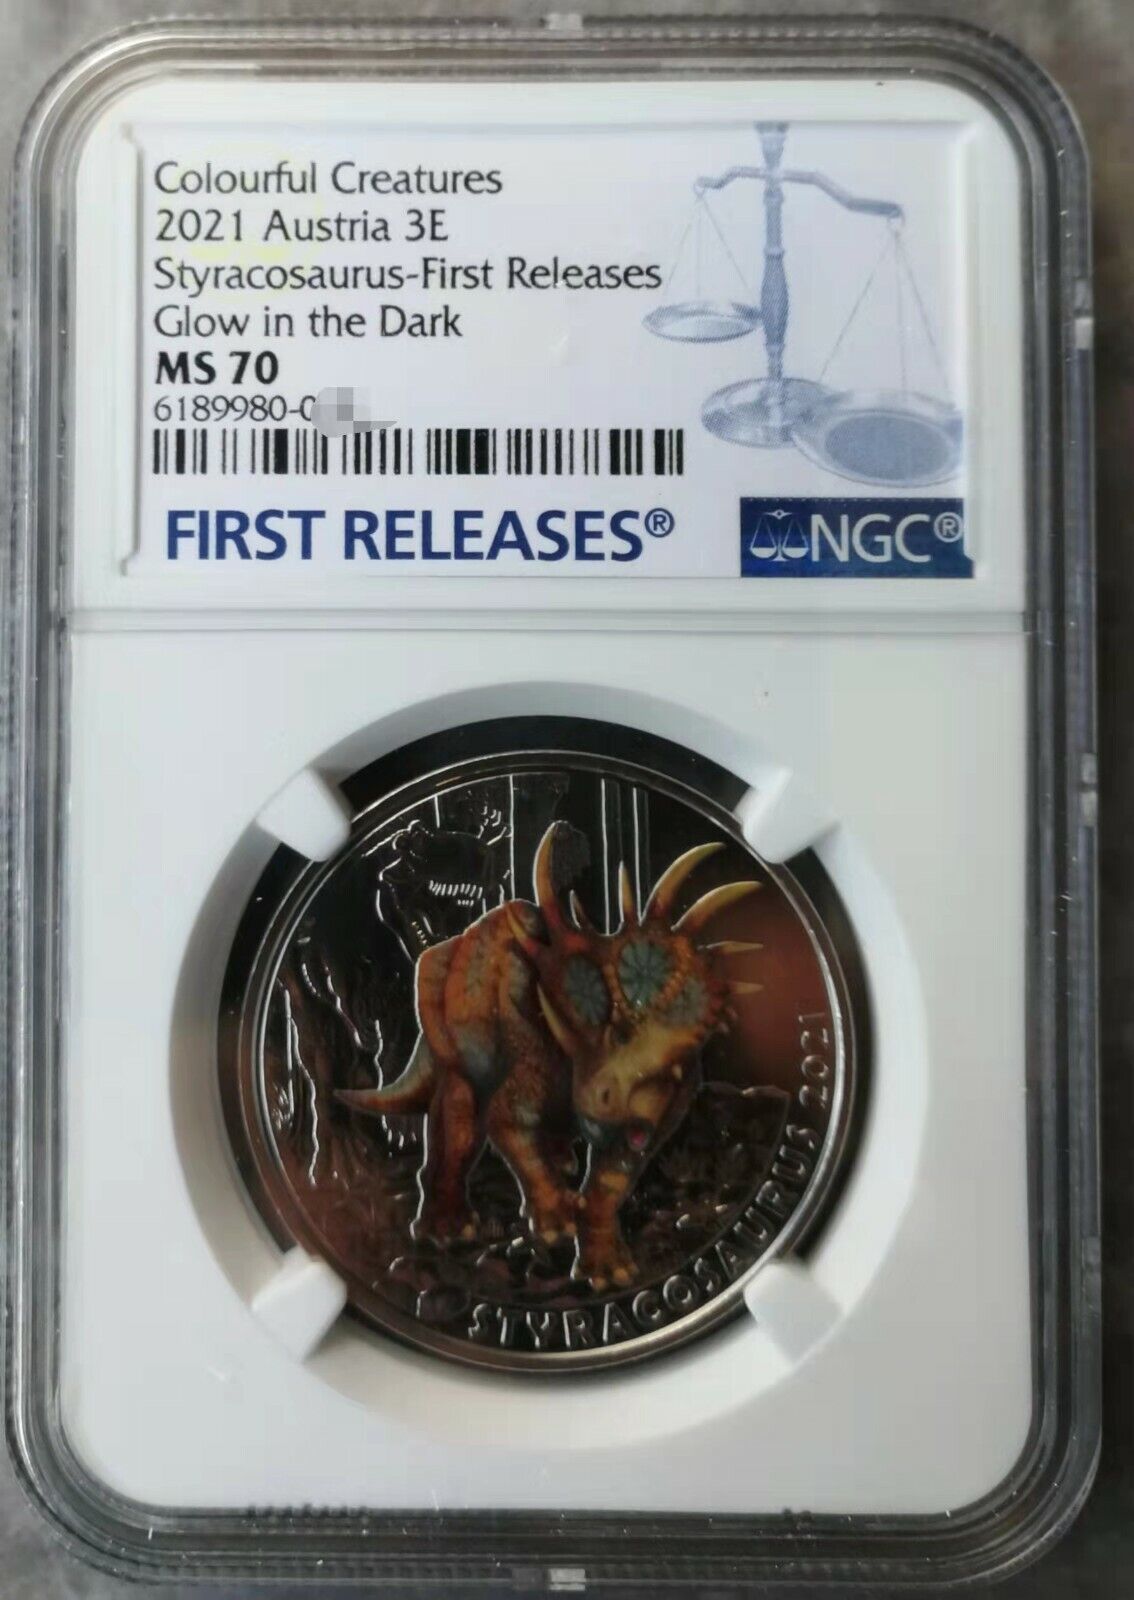 Colourful Creatures
2021 Austria 3E
Styracosaurus-First Releases
Glow in the Dark
MS 70
6189980-0
FIRST RELEASES®
NGC®
STYRACOSAURUS 2021